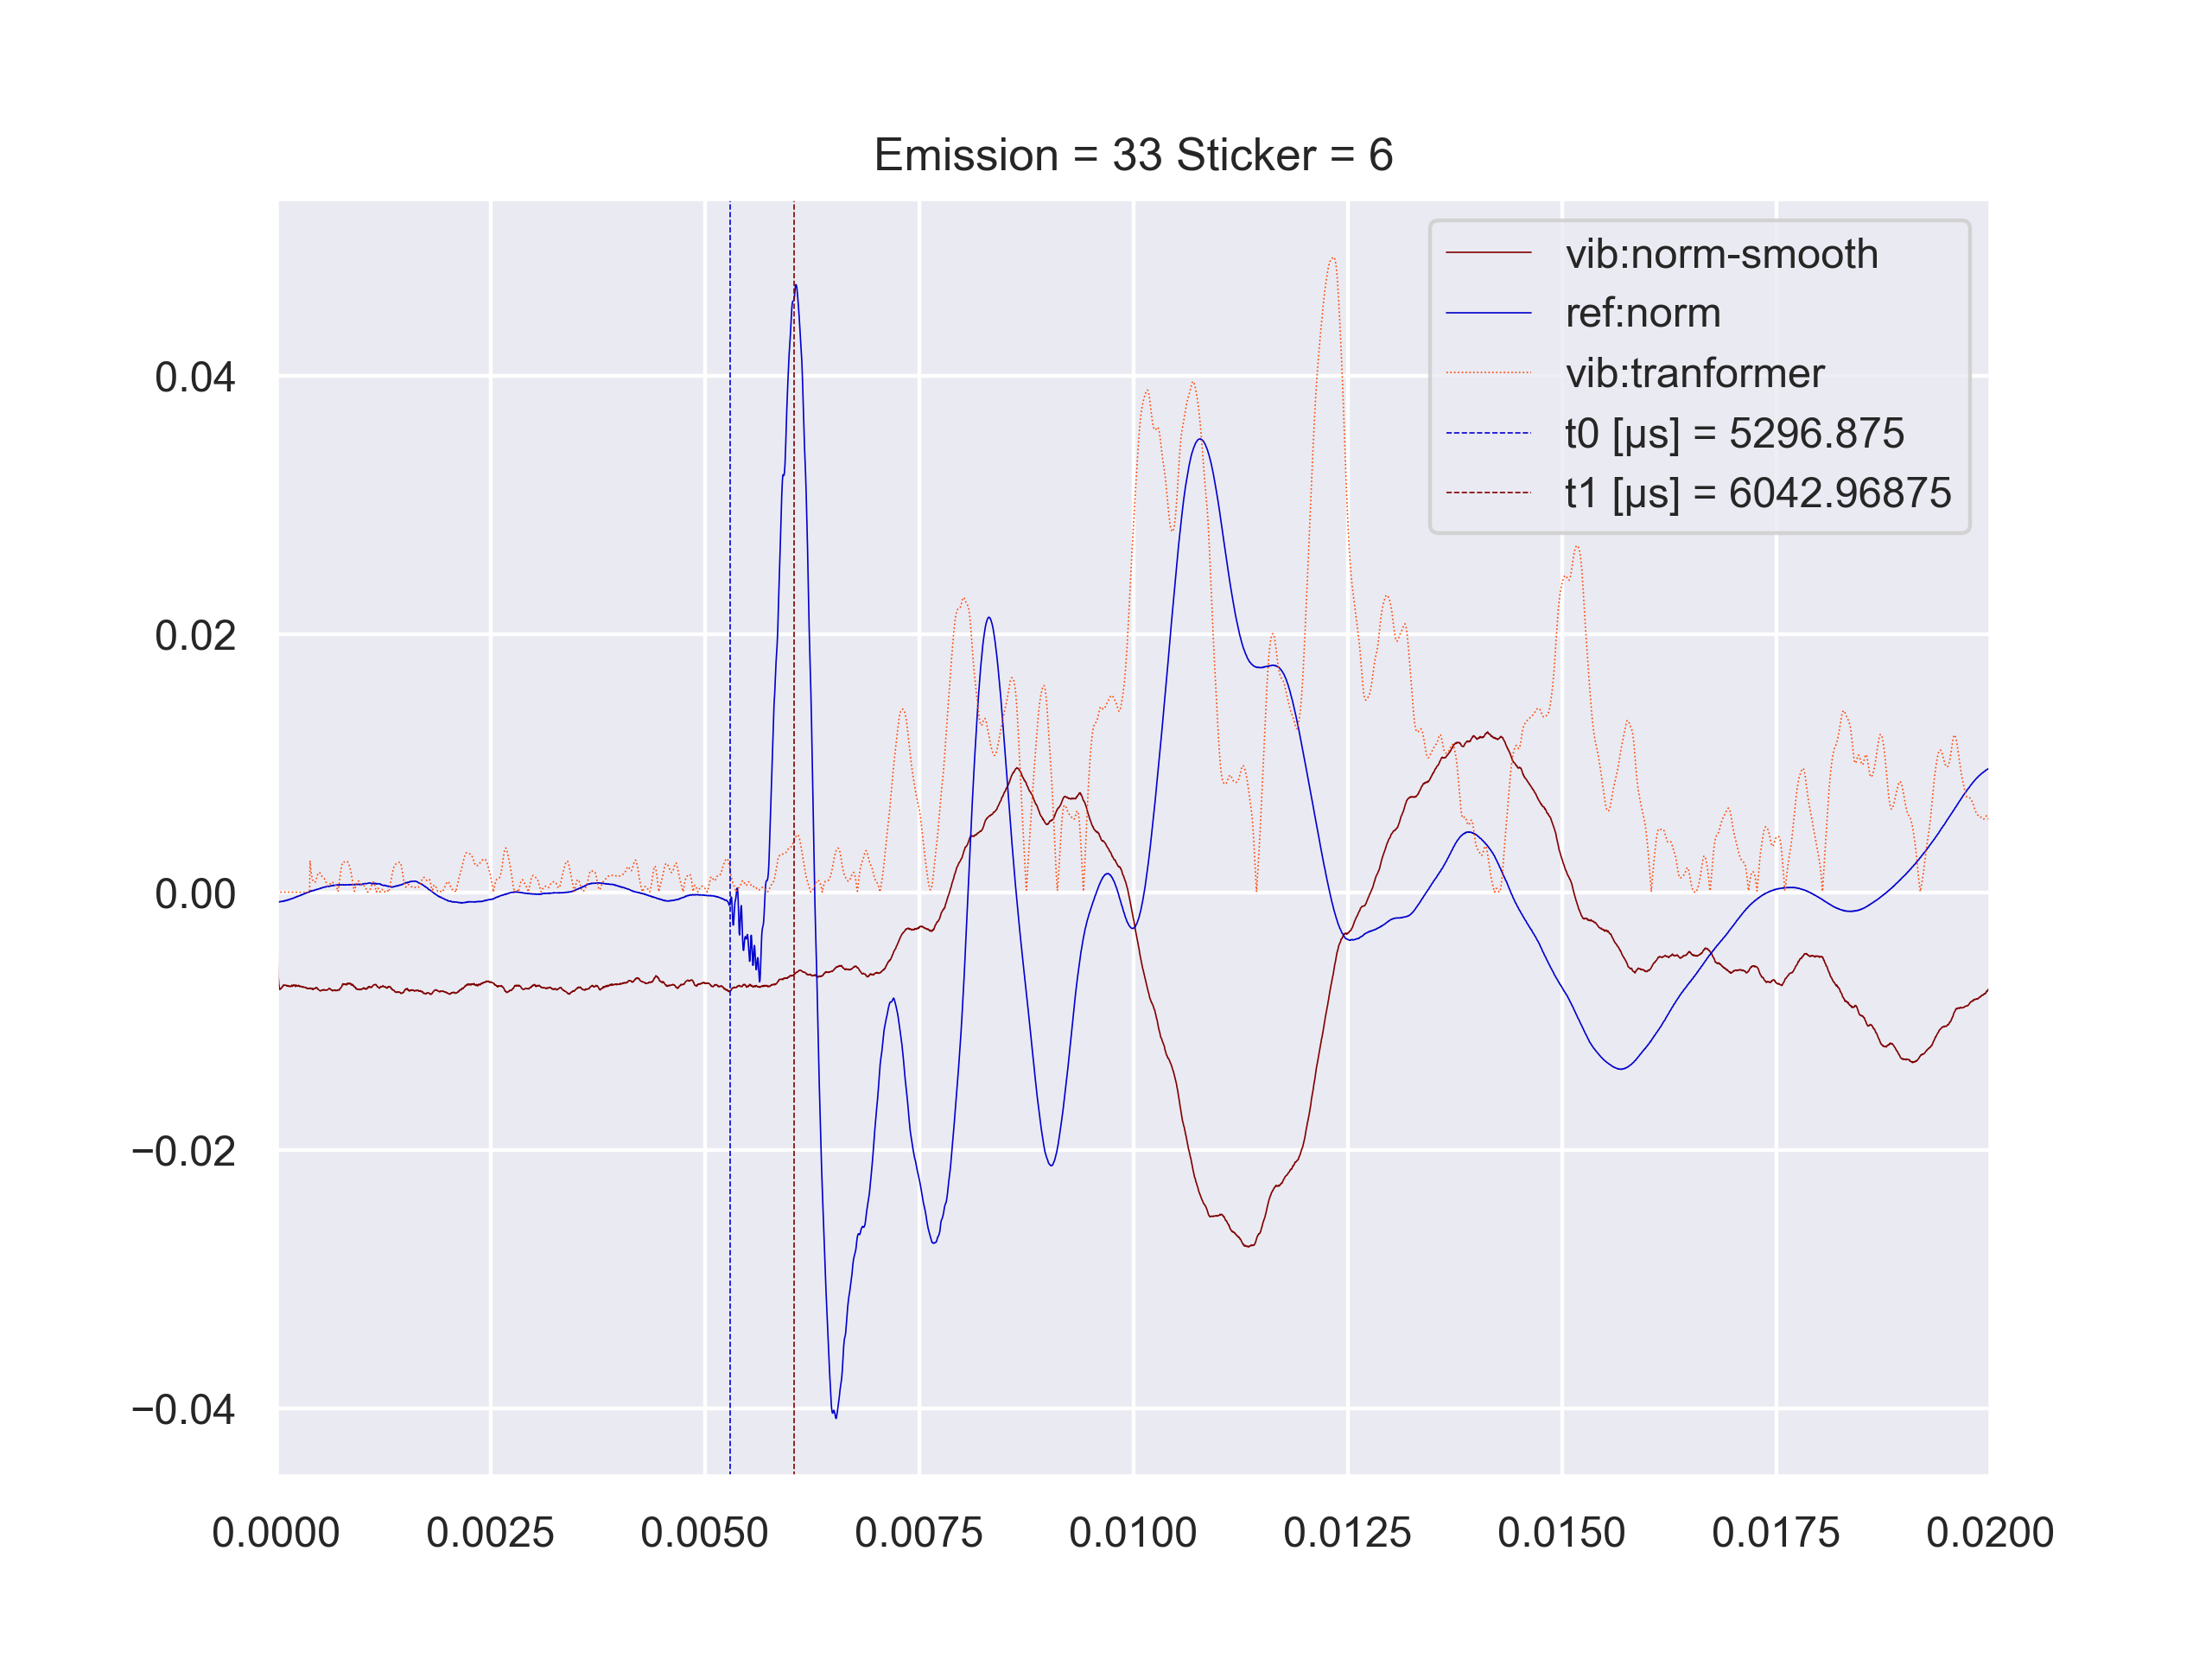 Emission = 33 Sticker = 6
vib:norm-smooth
ref:norm
vib:tranformer
t0 [µs] = 5296.875
t1 [µs] = 6042.96875
0.04
0.02
0.00
−0.02
−0.04
0.0000 0.0025 0.0050 0.0075 0.0100 0.0125 0.0150 0.0175 0.0200